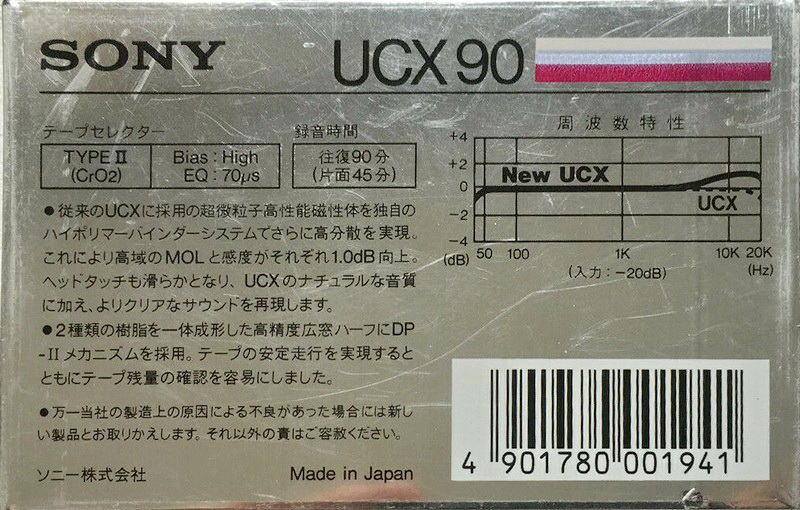 SONY
UCX 90
テープセレクター
TYPE II
(CrO2)
Bias : High
EQ : 70μs
録音時間
往復90分
(片面45分)
●従来のUCXに採用の超微粒子高性能磁性体を独自の
ハイポリマーバインダーシステムでさらに高分散を実現。
これにより高域のMOLと感度がそれぞれ1.0dB向上。
ヘッドタッチも滑らかとなり、UCXのナチュラルな音質
に加え、よりクリアなサウンドを再現します。
●2種類の樹脂を一体成形した高精度広窓ハーフにDP
-IIメカニズムを採用。テープの安定走行を実現すると
ともにテープ残量の確認を容易にしました。
●万一当社の製造上の原因による不良があった場合には新し
い製品とお取りかえします。それ以外の責はご容赦ください。
ソニー株式会社
Made in Japan
周波数特性
+4
+2
0
-2
-4
(dB)
New UCX
UCX
50 100 1K 10K 20K
(入力：-20dB)
(Hz)
4 901780 001941